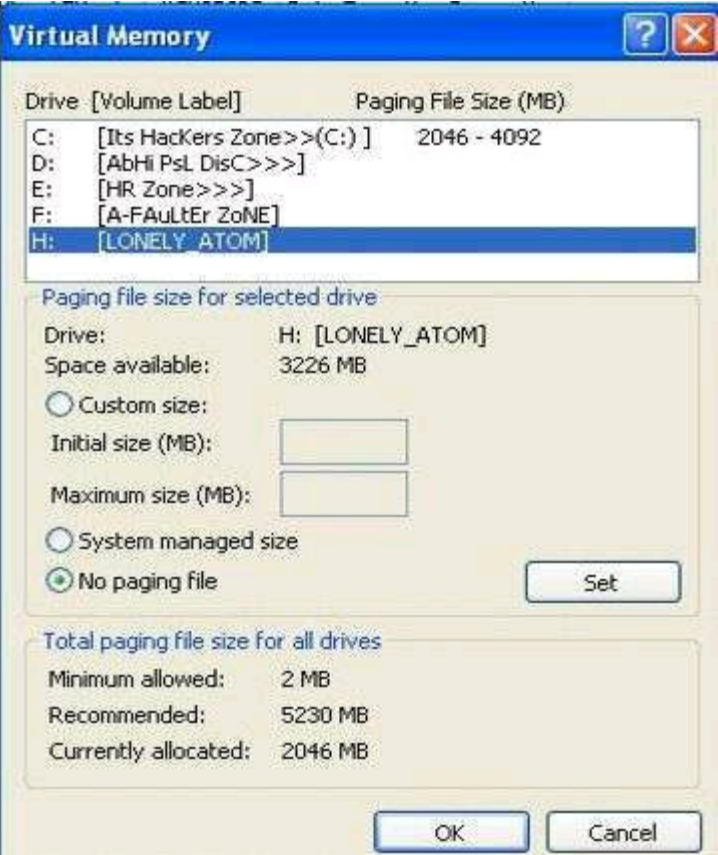 Virtual Memory
Drive [Volume Label] Paging File Size (MB)
C: [Its HacKers Zone>>(C:) ] 2046 - 4092
D: [AbHi PsL DisC>>>]
E: [HR Zone>>>]
F: [A-FAuLtEr ZoNE]
H: [LONELY_ATOM]
Paging file size for selected drive
Drive: H: [LONELY_ATOM]
Space available: 3226 MB
Custom size:
Initial size (MB):
Maximum size (MB):
System managed size
No paging file Set
Total paging file size for all drives
Minimum allowed: 2 MB
Recommended: 5230 MB
Currently allocated: 2046 MB
OK Cancel